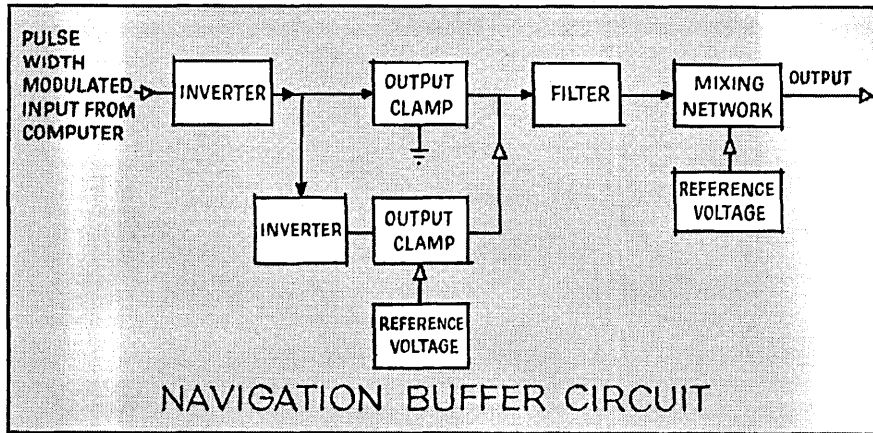 PULSE
WIDTH
MODULATED
INPUT FROM
COMPUTER
INVERTER
OUTPUT
CLAMP
FILTER
MIXING
NETWORK
OUTPUT
INVERTER
OUTPUT
CLAMP
REFERENCE
VOLTAGE
REFERENCE
VOLTAGE
NAVIGATION BUFFER CIRCUIT